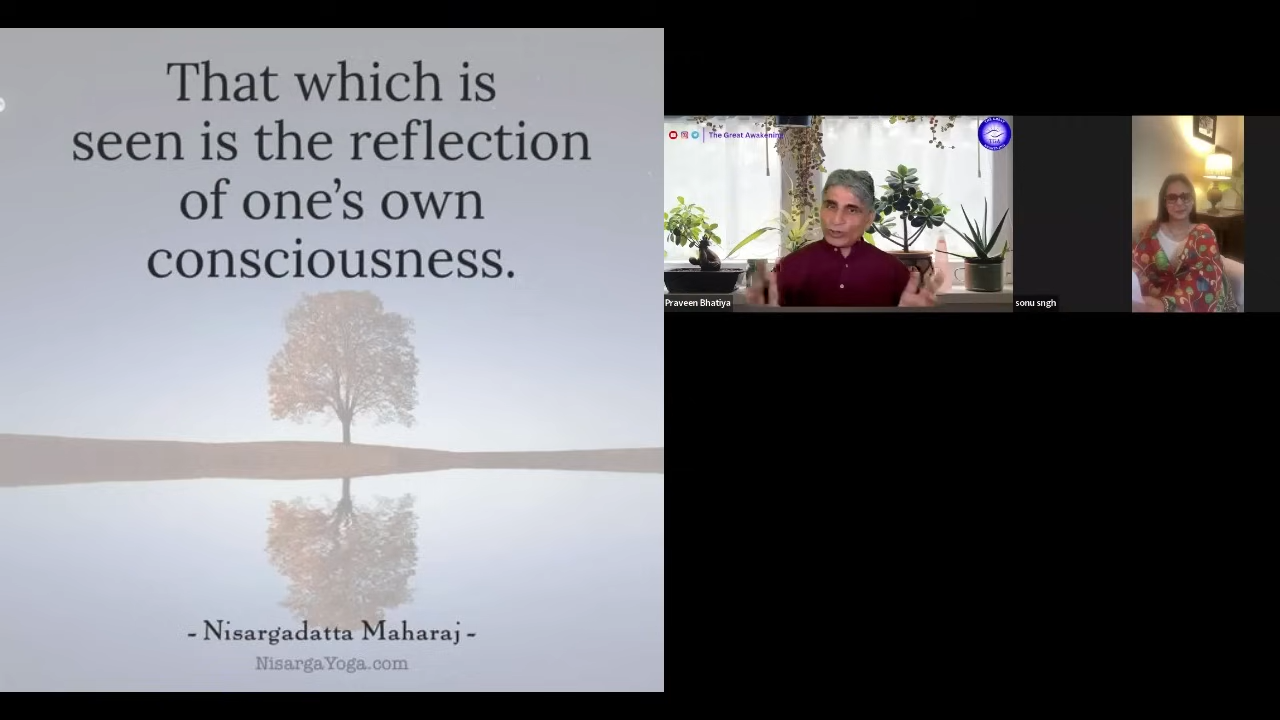 That which is
seen is the reflection
of one's own
consciousness.
- Nisargadatta Maharaj -
NisargaYoga.com
The Great Awakening
Praveen Bhatiya
sonu sngh